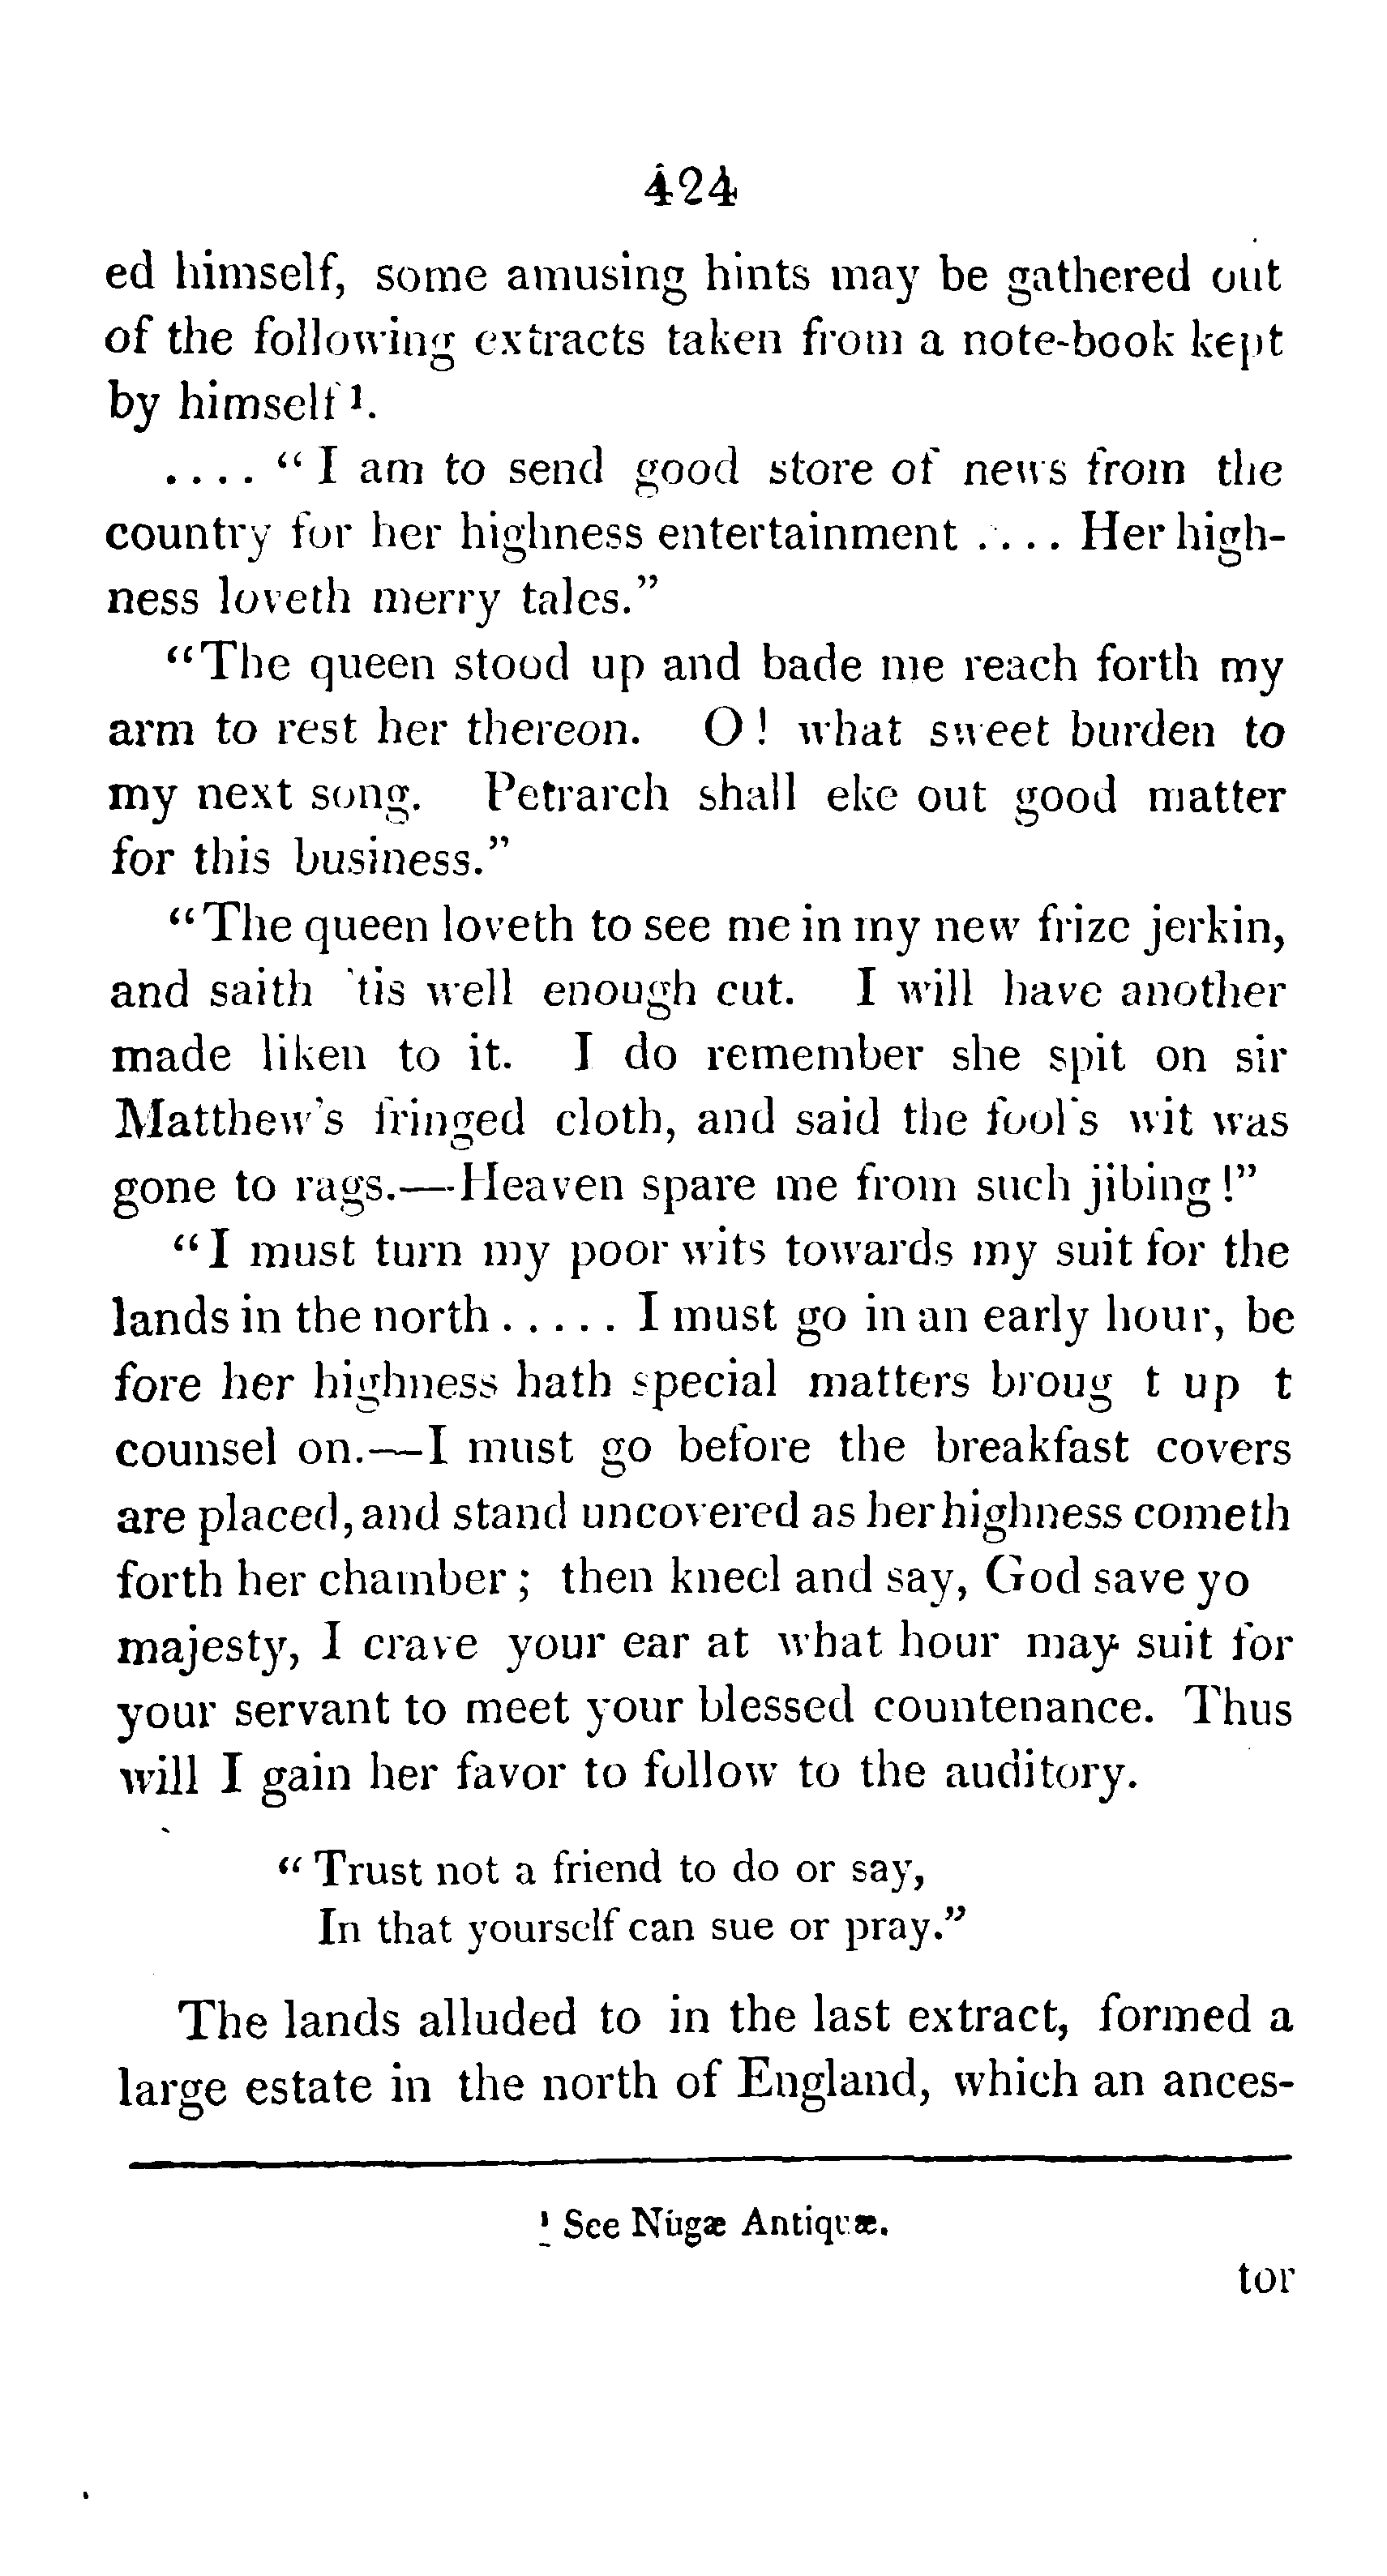 424
ed himself, some amusing hints may be gathered out
of the following extracts taken from a note-book kept
by himself ¹.
.... “ I am to send good store of news from the
country for her highness entertainment .... Her high-
ness loveth merry tales.”
“The queen stood up and bade me reach forth my
arm to rest her thereon. O ! what sweet burden to
my next song. Petrarch shall eke out good matter
for this business.”
“The queen loveth to see me in my new frize jerkin,
and saith 'tis well enough cut. I will have another
made liken to it. I do remember she spit on sir
Matthew's fringed cloth, and said the fool's wit was
gone to rags.—Heaven spare me from such jibing !”
“ I must turn my poor wits towards my suit for the
lands in the north ..... I must go in an early hour, be
fore her highness hath special matters broug t up t
counsel on.—I must go before the breakfast covers
are placed, and stand uncovered as her highness cometh
forth her chamber ; then kneel and say, God save yo
majesty, I crave your ear at what hour may suit for
your servant to meet your blessed countenance. Thus
will I gain her favor to follow to the auditory.
“ Trust not a friend to do or say,
In that yourself can sue or pray.”
The lands alluded to in the last extract, formed a
large estate in the north of England, which an ances-
¹ See Nugæ Antiquæ.
tor